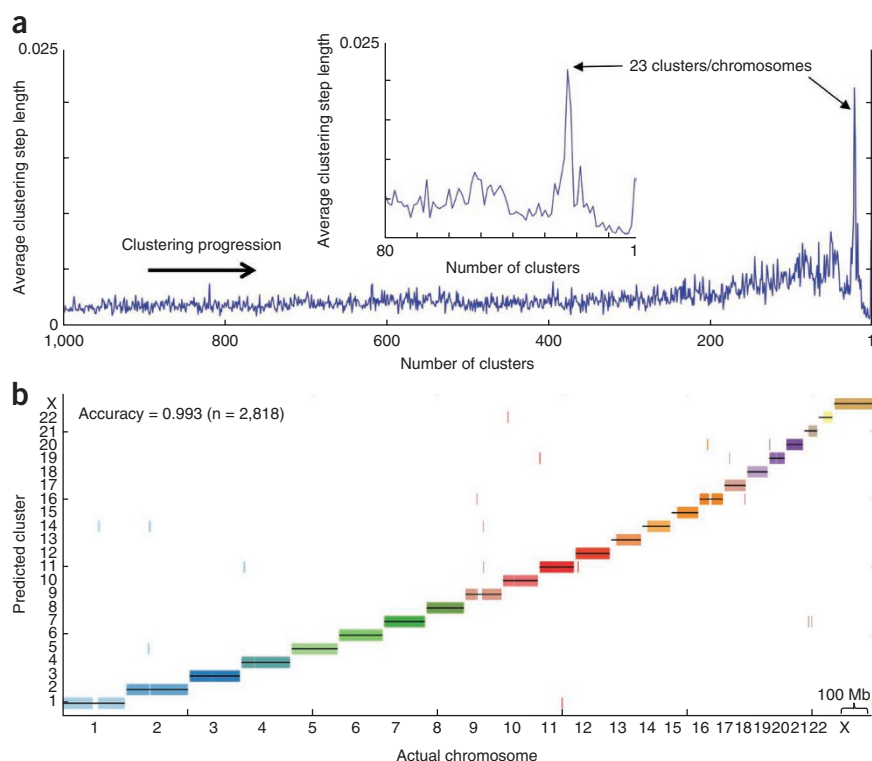 a
0.025
Average clustering step length
0
Clustering progression
1,000
800
600
400
200
1
Number of clusters
0.025
Average clustering step length
80
1
Number of clusters
23 clusters/chromosomes
b
Accuracy = 0.993 (n = 2,818)
Predicted cluster
X
22
21
20
19
18
17
16
15
14
13
12
11
10
9
8
7
6
5
4
3
2
1
100 Mb
1 2 3 4 5 6 7 8 9 10 11 12 13 14 15 16 17 18 19 20 21 22 X
Actual chromosome